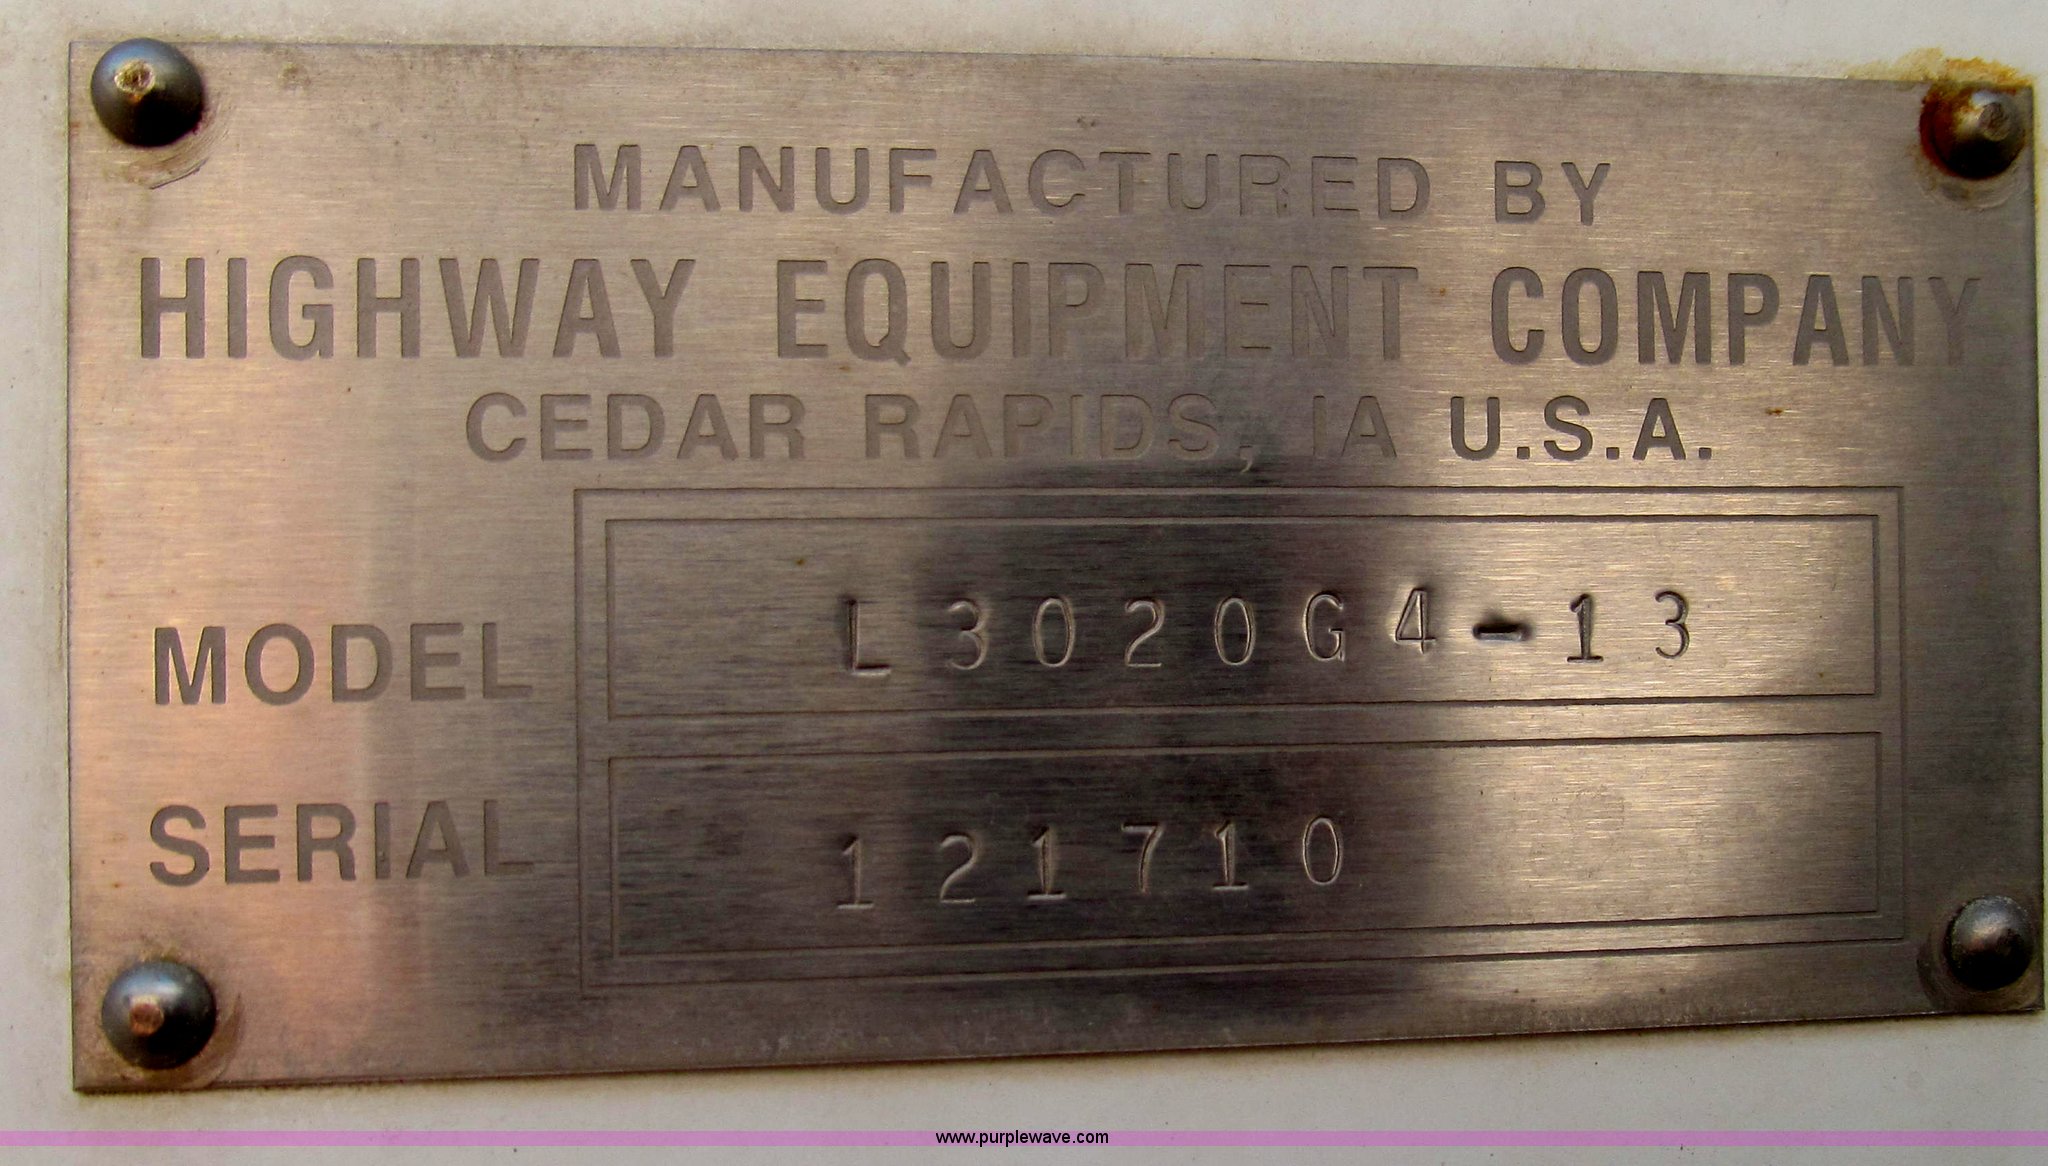 MANUFACTURED BY
HIGHWAY EQUIPMENT COMPANY
CEDAR RAPIDS, IA U.S.A.
MODEL L3020G4-13
SERIAL 121710
www.purplewave.com